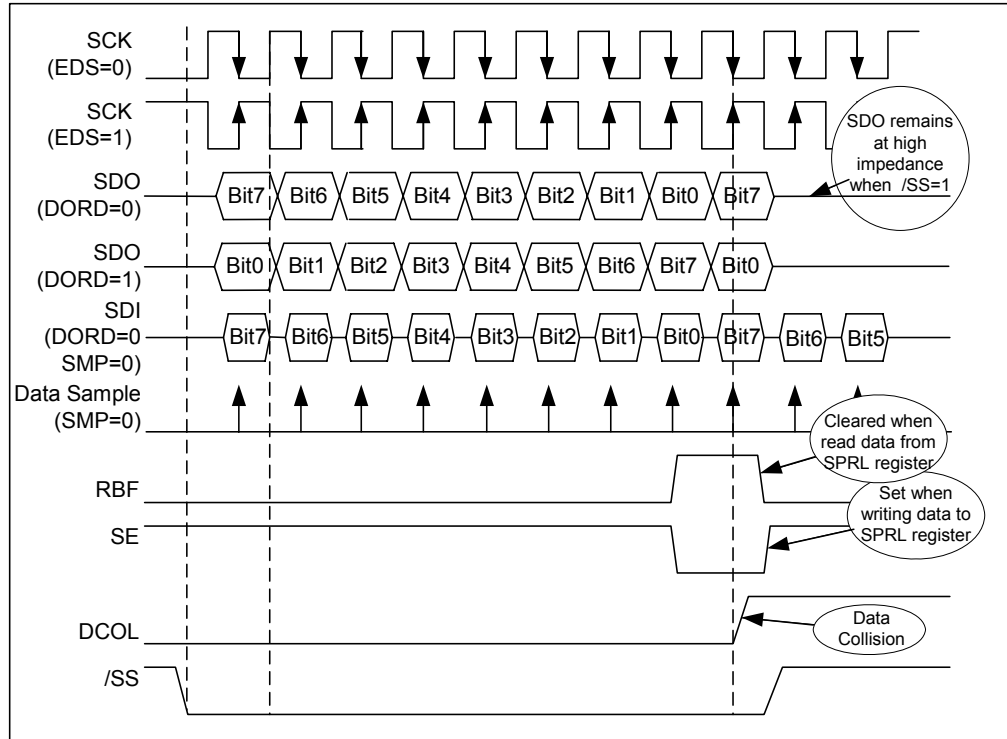 SCK
(EDS=0)
SCK
(EDS=1)
SDO remains
at high
impedance
when /SS=1
SDO
(DORD=0)
Bit7 Bit6 Bit5 Bit4 Bit3 Bit2 Bit1 Bit0 Bit7
SDO
(DORD=1)
Bit0 Bit1 Bit2 Bit3 Bit4 Bit5 Bit6 Bit7 Bit0
SDI
(DORD=0
SMP=0)
Bit7 Bit6 Bit5 Bit4 Bit3 Bit2 Bit1 Bit0 Bit7 Bit6 Bit5
Data Sample
(SMP=0)
Cleared when
read data from
SPRL register
RBF
Set when
writing data to
SPRL register
SE
DCOL
Data
Collision
/SS